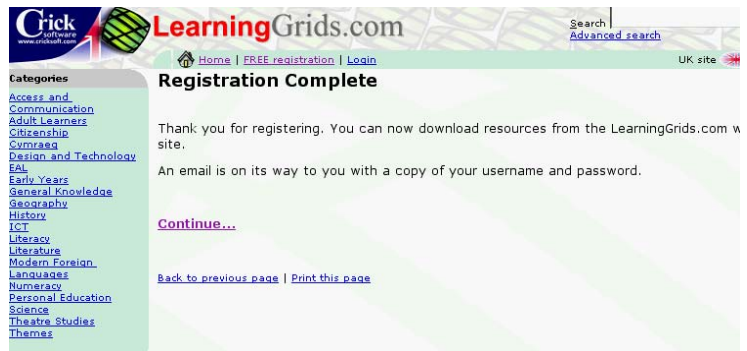 Crick
software
www.cricksoft.com
LearningGrids.com
Search
Advanced search
Home | FREE registration | Login
UK site
Categories
Access and
Communication
Adult Learners
Citizenship
Cymraeg
Design and Technology
EAL
Early Years
General Knowledge
Geography
History
ICT
Literacy
Literature
Modern Foreign
Languages
Numeracy
Personal Education
Science
Theatre Studies
Themes
Registration Complete
Thank you for registering. You can now download resources from the LearningGrids.com w
site.
An email is on its way to you with a copy of your username and password.
Continue...
Back to previous page | Print this page